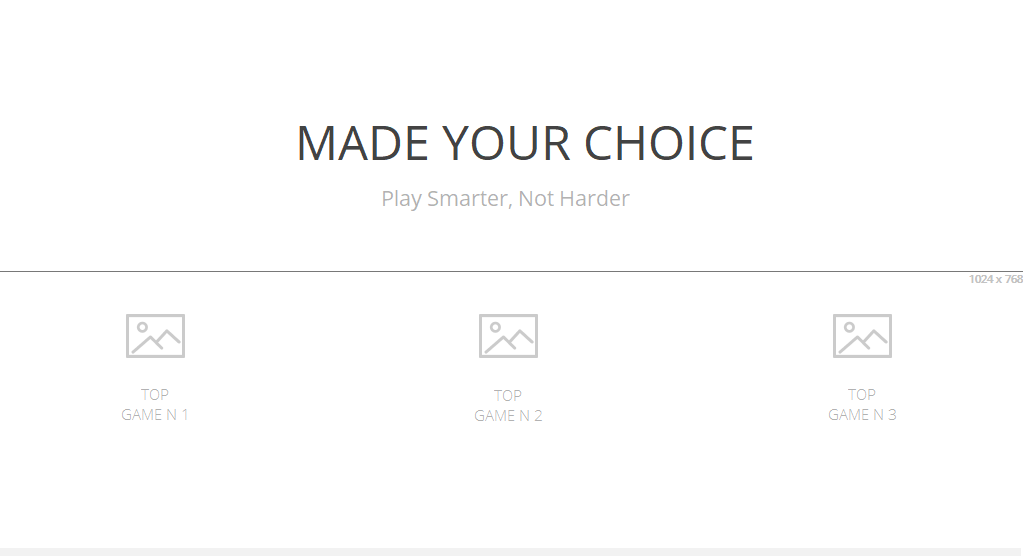 MADE YOUR CHOICE
Play Smarter, Not Harder
1024 x 768
TOP
GAME N 1
TOP
GAME N 2
TOP
GAME N 3